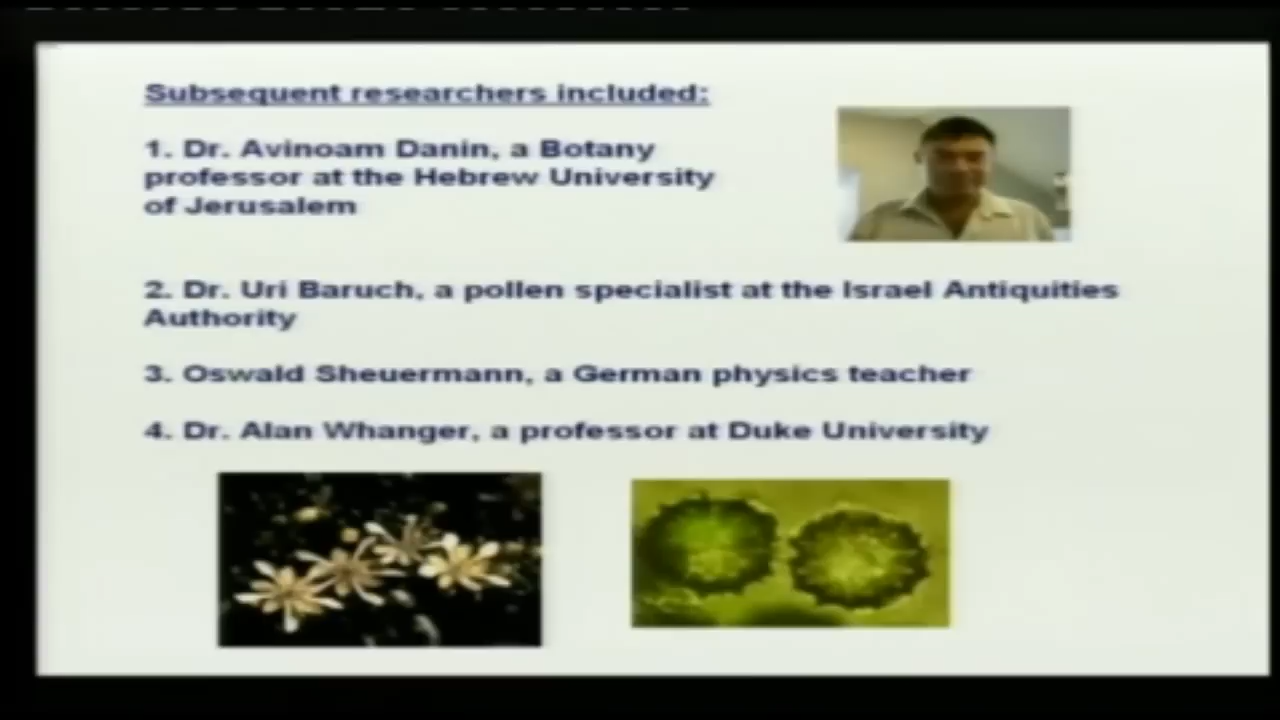 Subsequent researchers included:
1. Dr. Avinoam Danin, a Botany
professor at the Hebrew University
of Jerusalem
2. Dr. Uri Baruch, a pollen specialist at the Israel Antiquities
Authority
3. Oswald Sheuermann, a German physics teacher
4. Dr. Alan Whanger, a professor at Duke University